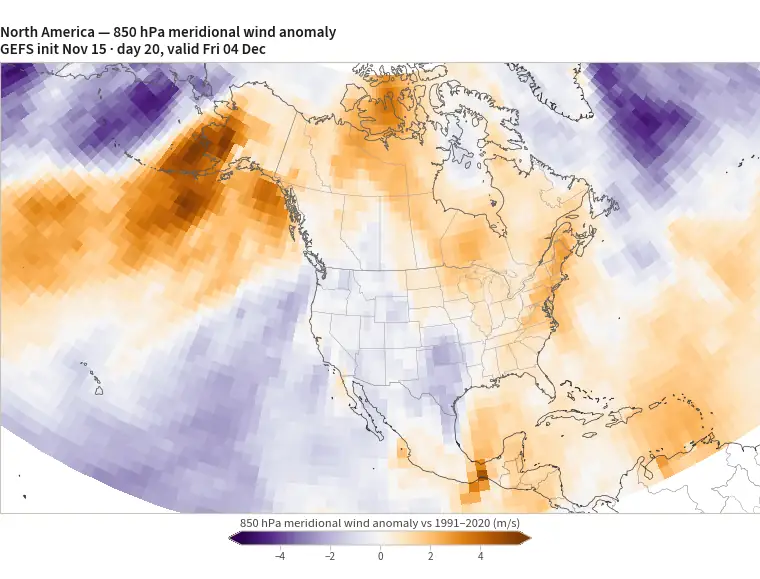 North America — 850 hPa meridional wind anomaly
GEFS init Nov 15 · day 20, valid Fri 04 Dec
850 hPa meridional wind anomaly vs 1991–2020 (m/s)
−4 −2 0 2 4